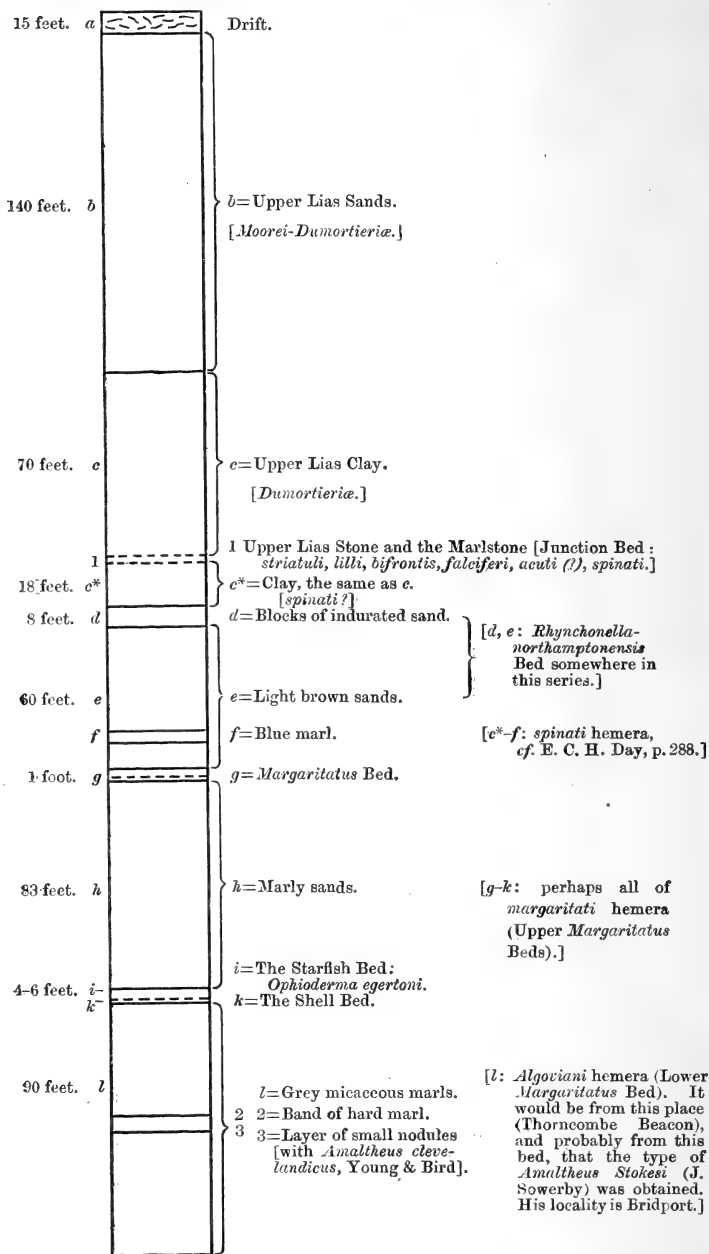 15 feet. a Drift.
140 feet. b b=Upper Lias Sands.
[Moorei-Dumortieriæ.]
70 feet. c c=Upper Lias Clay.
[Dumortieriæ.]
1 1 Upper Lias Stone and the Marlstone [Junction Bed :
striatuli, lilli, bifrontis, falciferi, acuti (?), spinati.]
18 feet. c* c*=Clay, the same as c.
[spinati ?]
8 feet. d d=Blocks of indurated sand.
[d, e: Rhynchonella-
northamptonensis
Bed somewhere in
this series.]
60 feet. e e=Light brown sands.
f f=Blue marl.
[c*-f: spinati hemera,
cf. E. C. H. Day, p. 288.]
1 foot. g g=Margaritatus Bed.
83 feet. h h=Marly sands.
[g-k: perhaps all of
margaritati hemera
(Upper Margaritatus
Beds).]
4-6 feet. i- i=The Starfish Bed:
Ophioderma egertoni.
k- k=The Shell Bed.
90 feet. l l=Grey micaceous marls.
2 2=Band of hard marl.
3 3=Layer of small nodules
[with Amaltheus cleve-
landicus, Young & Bird].
[l: Algoviani hemera (Lower
Margaritatus Bed). It
would be from this place
(Thorncombe Beacon),
and probably from this
bed, that the type of
Amaltheus Stokesi (J.
Sowerby) was obtained.
His locality is Bridport.]